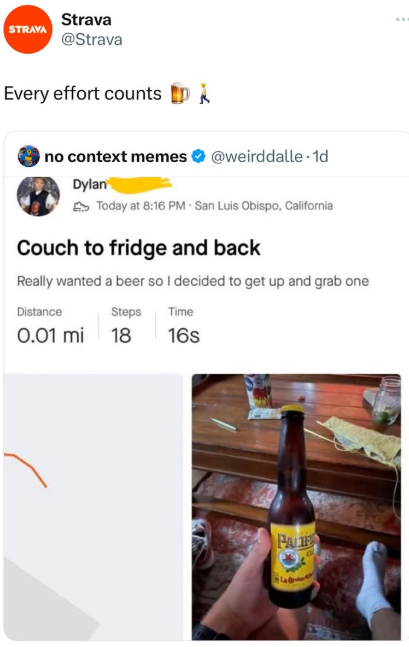 STRAVA
Strava
@Strava
Every effort counts 🍺🚶
no context memes @weirddalle · 1d
Dylan
Today at 8:16 PM · San Luis Obispo, California
Couch to fridge and back
Really wanted a beer so I decided to get up and grab one
Distance Steps Time
0.01 mi 18 16s